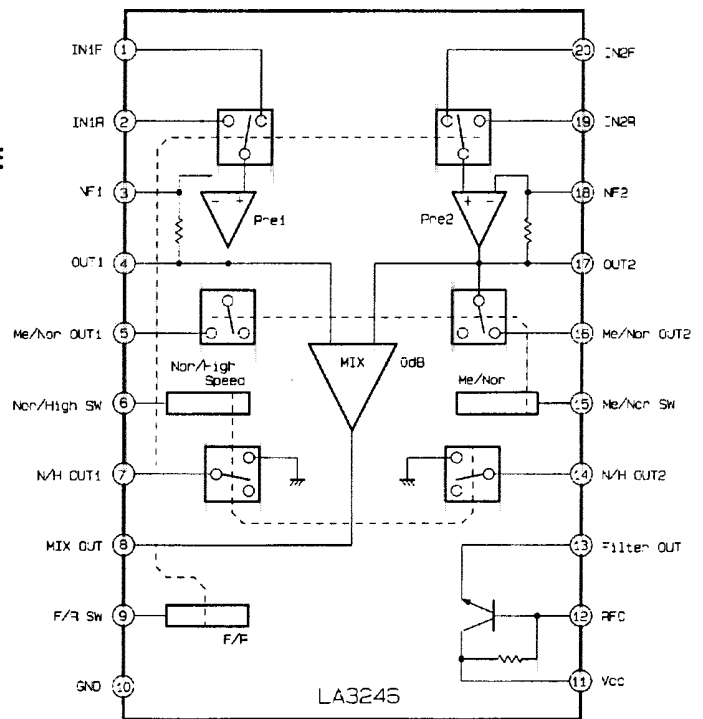 IN1F 1
20 IN2F
IN1R 2
19 IN2R
NF1 3
18 NF2
- +
Pre1
Pre2
+ -
OUT1 4
17 OUT2
Me/Nor OUT1 5
16 Me/Nor OUT2
MIX 0dB
Nor/High
Speed
Me/Nor
Nor/High SW 6
15 Me/Nor SW
N/H OUT1 7
14 N/H OUT2
MIX OUT 8
13 Filter OUT
F/R SW 9
F/R
12 RFC
GND 10
11 Vcc
LA3246